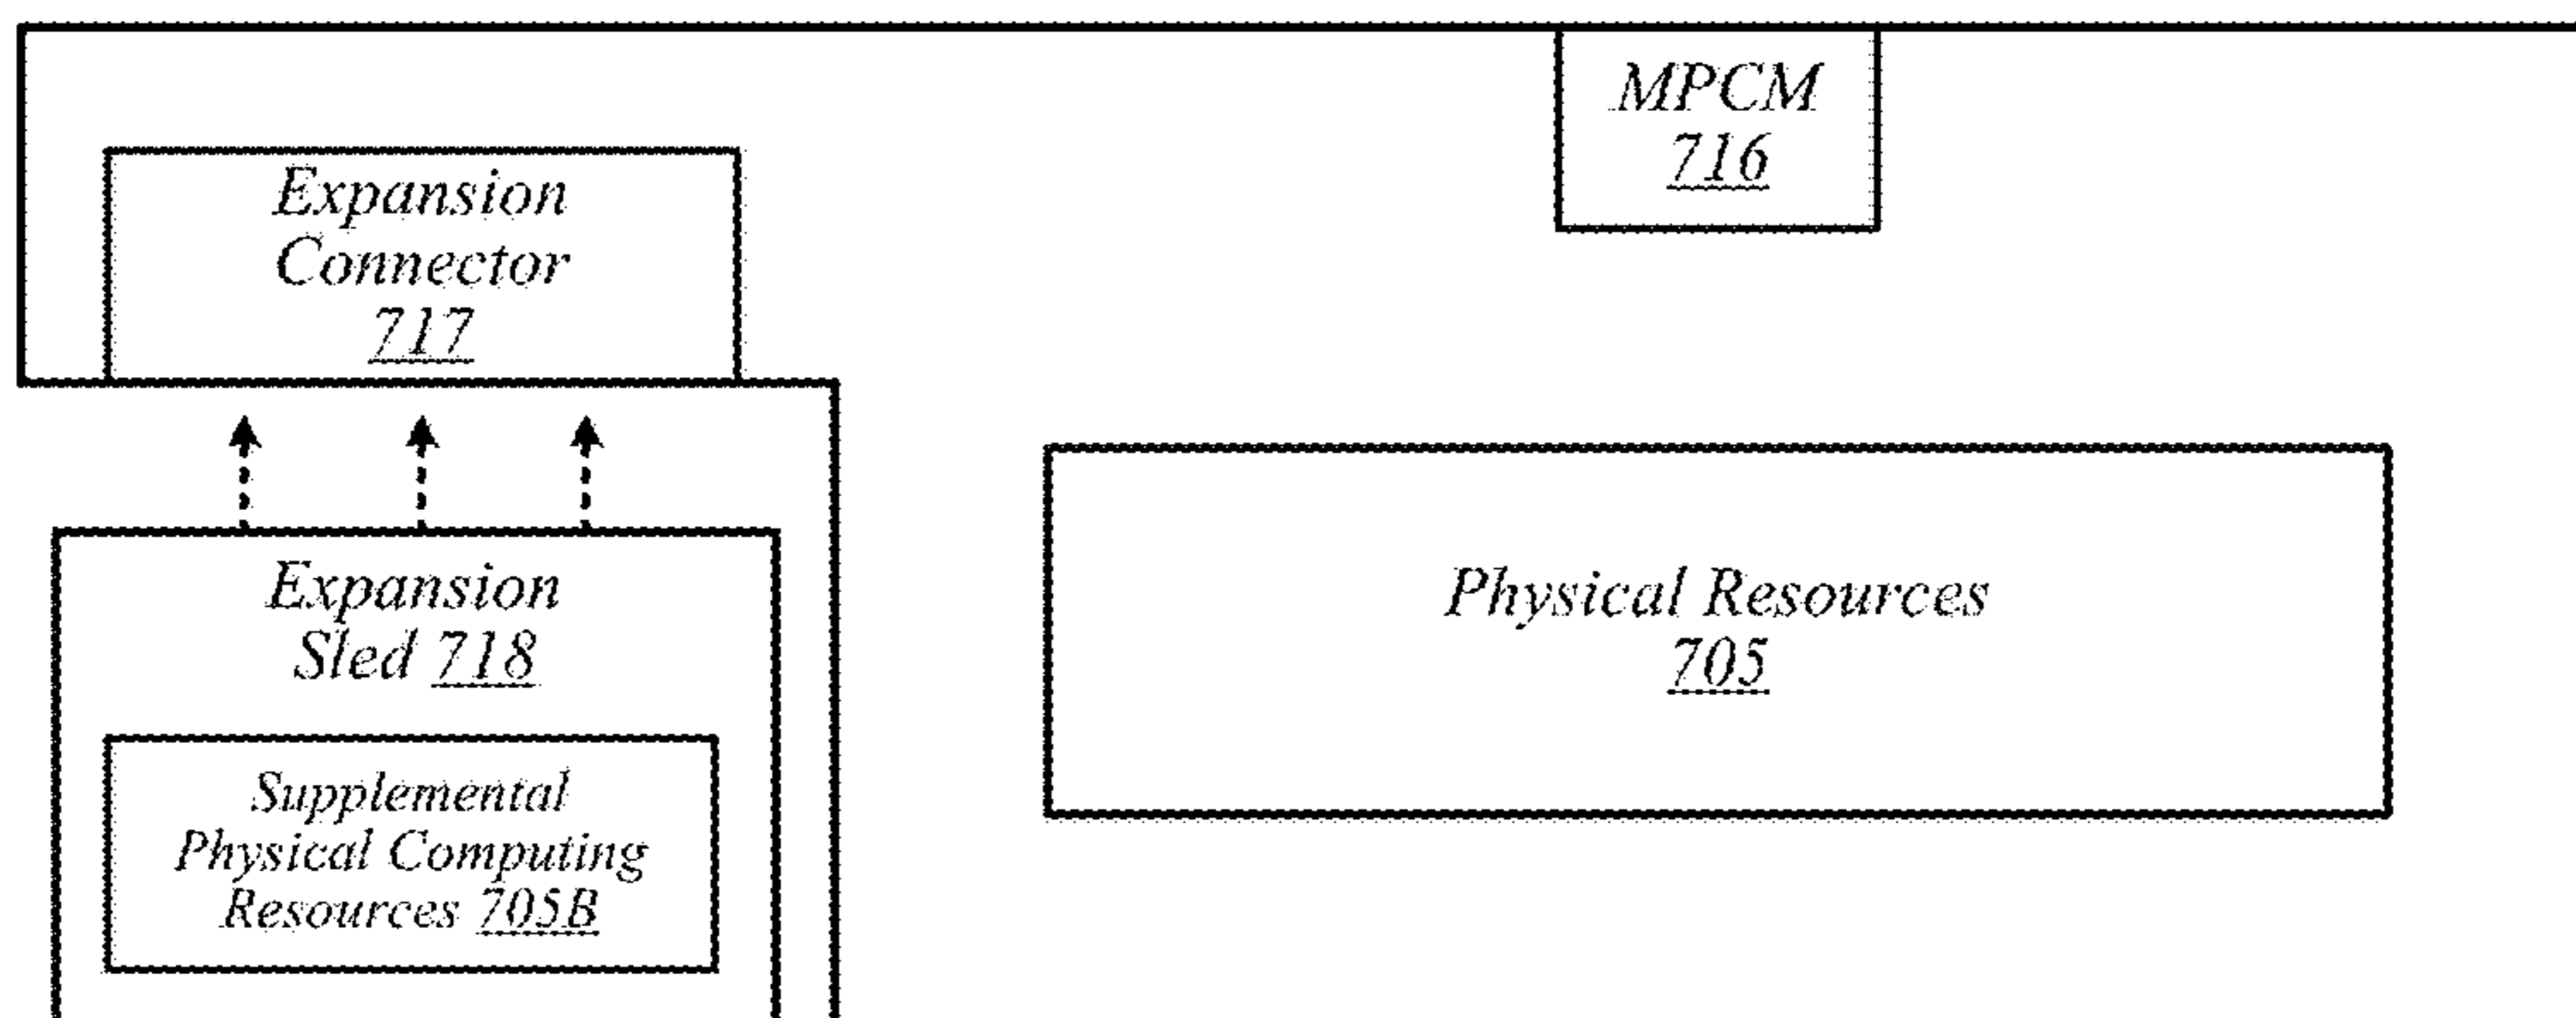 MPCM
716
Expansion
Connector
717
Expansion
Sled 718
Physical Resources
705
Supplemental
Physical Computing
Resources 705B